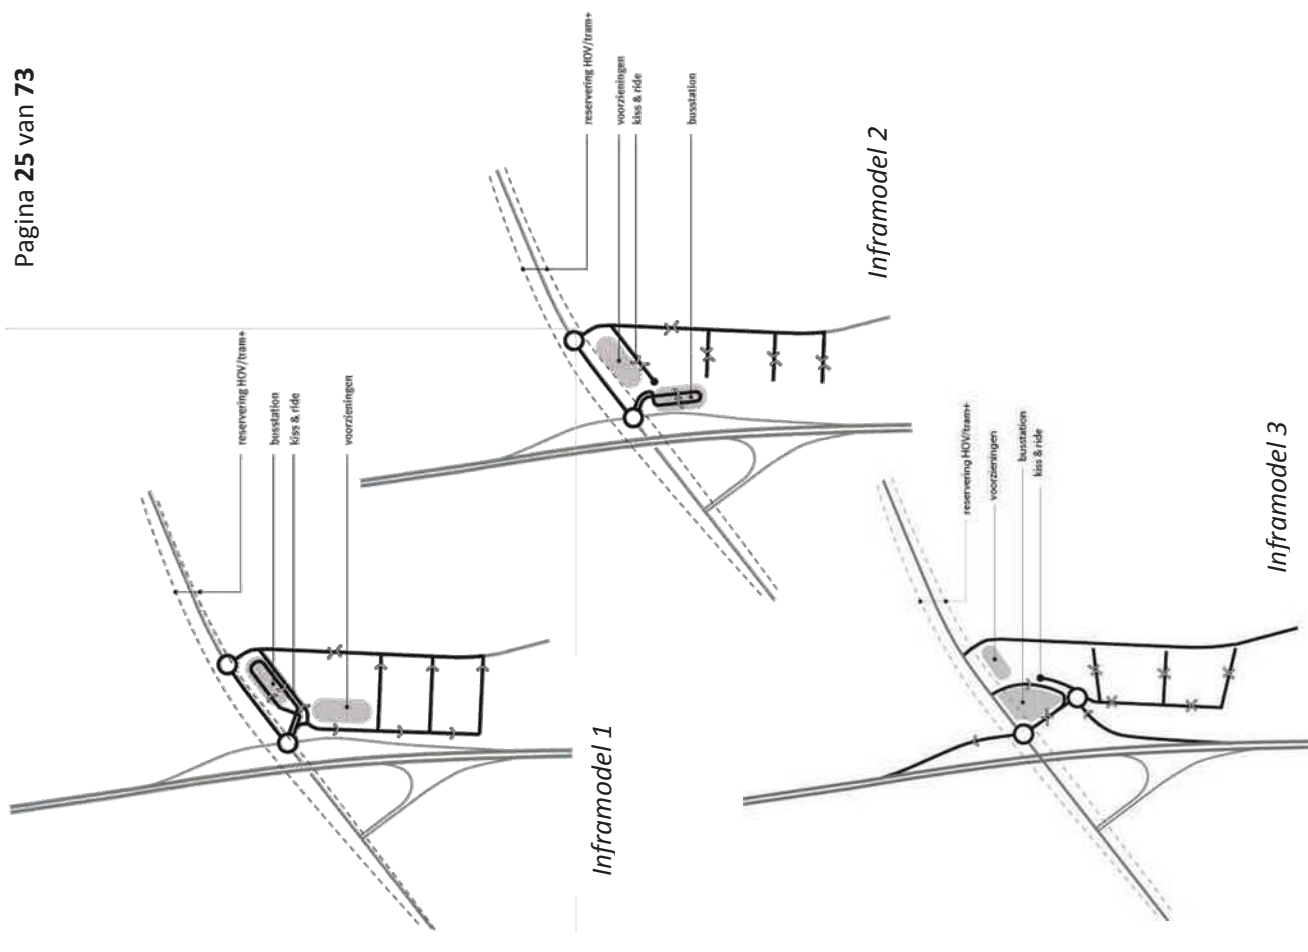 Pagina 25 van 73
reservering HOV/tram+
busstation
kiss & ride
voorzieningen
Inframodel 1
reservering HOV/tram+
voorzieningen
kiss & ride
busstation
Inframodel 2
reservering HOV/tram+
voorzieningen
busstation
kiss & ride
Inframodel 3